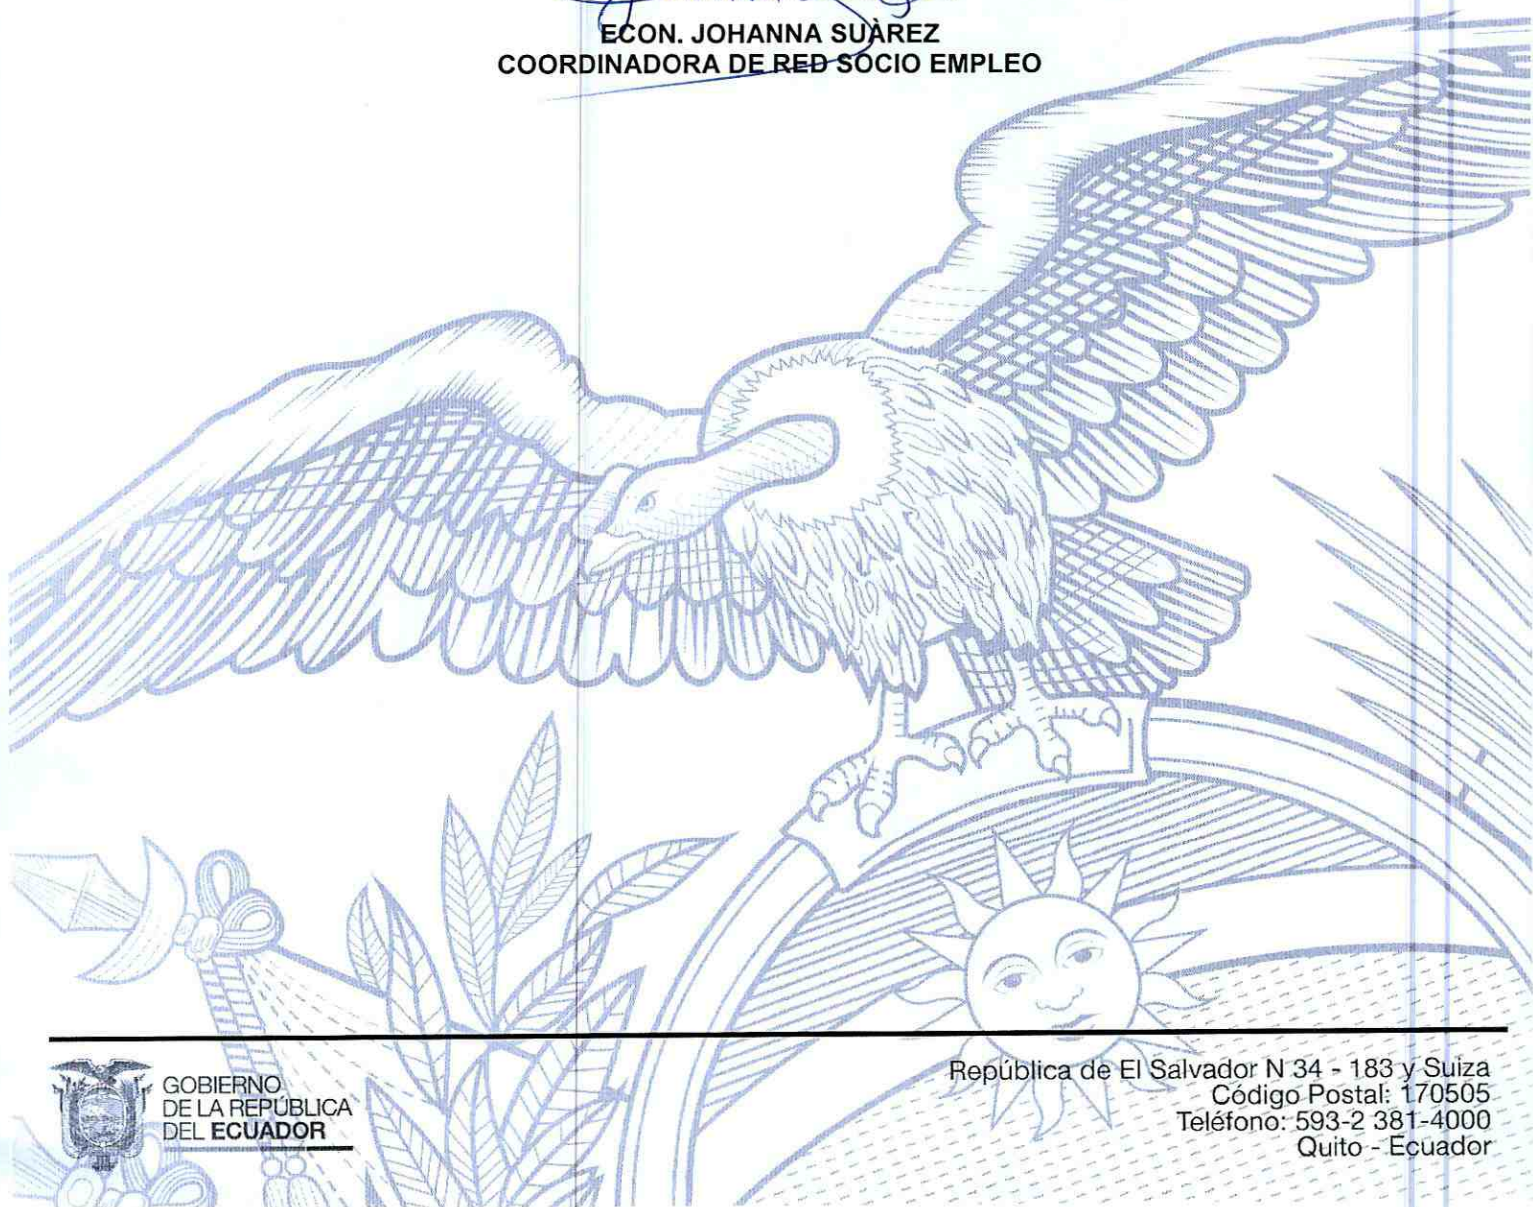 ECON. JOHANNA SUÀREZ
COORDINADORA DE RED SOCIO EMPLEO
GOBIERNO
DE LA REPÚBLICA
DEL ECUADOR
República de El Salvador N 34 - 183 y Suiza
Código Postal: 170505
Teléfono: 593-2 381-4000
Quito - Ecuador